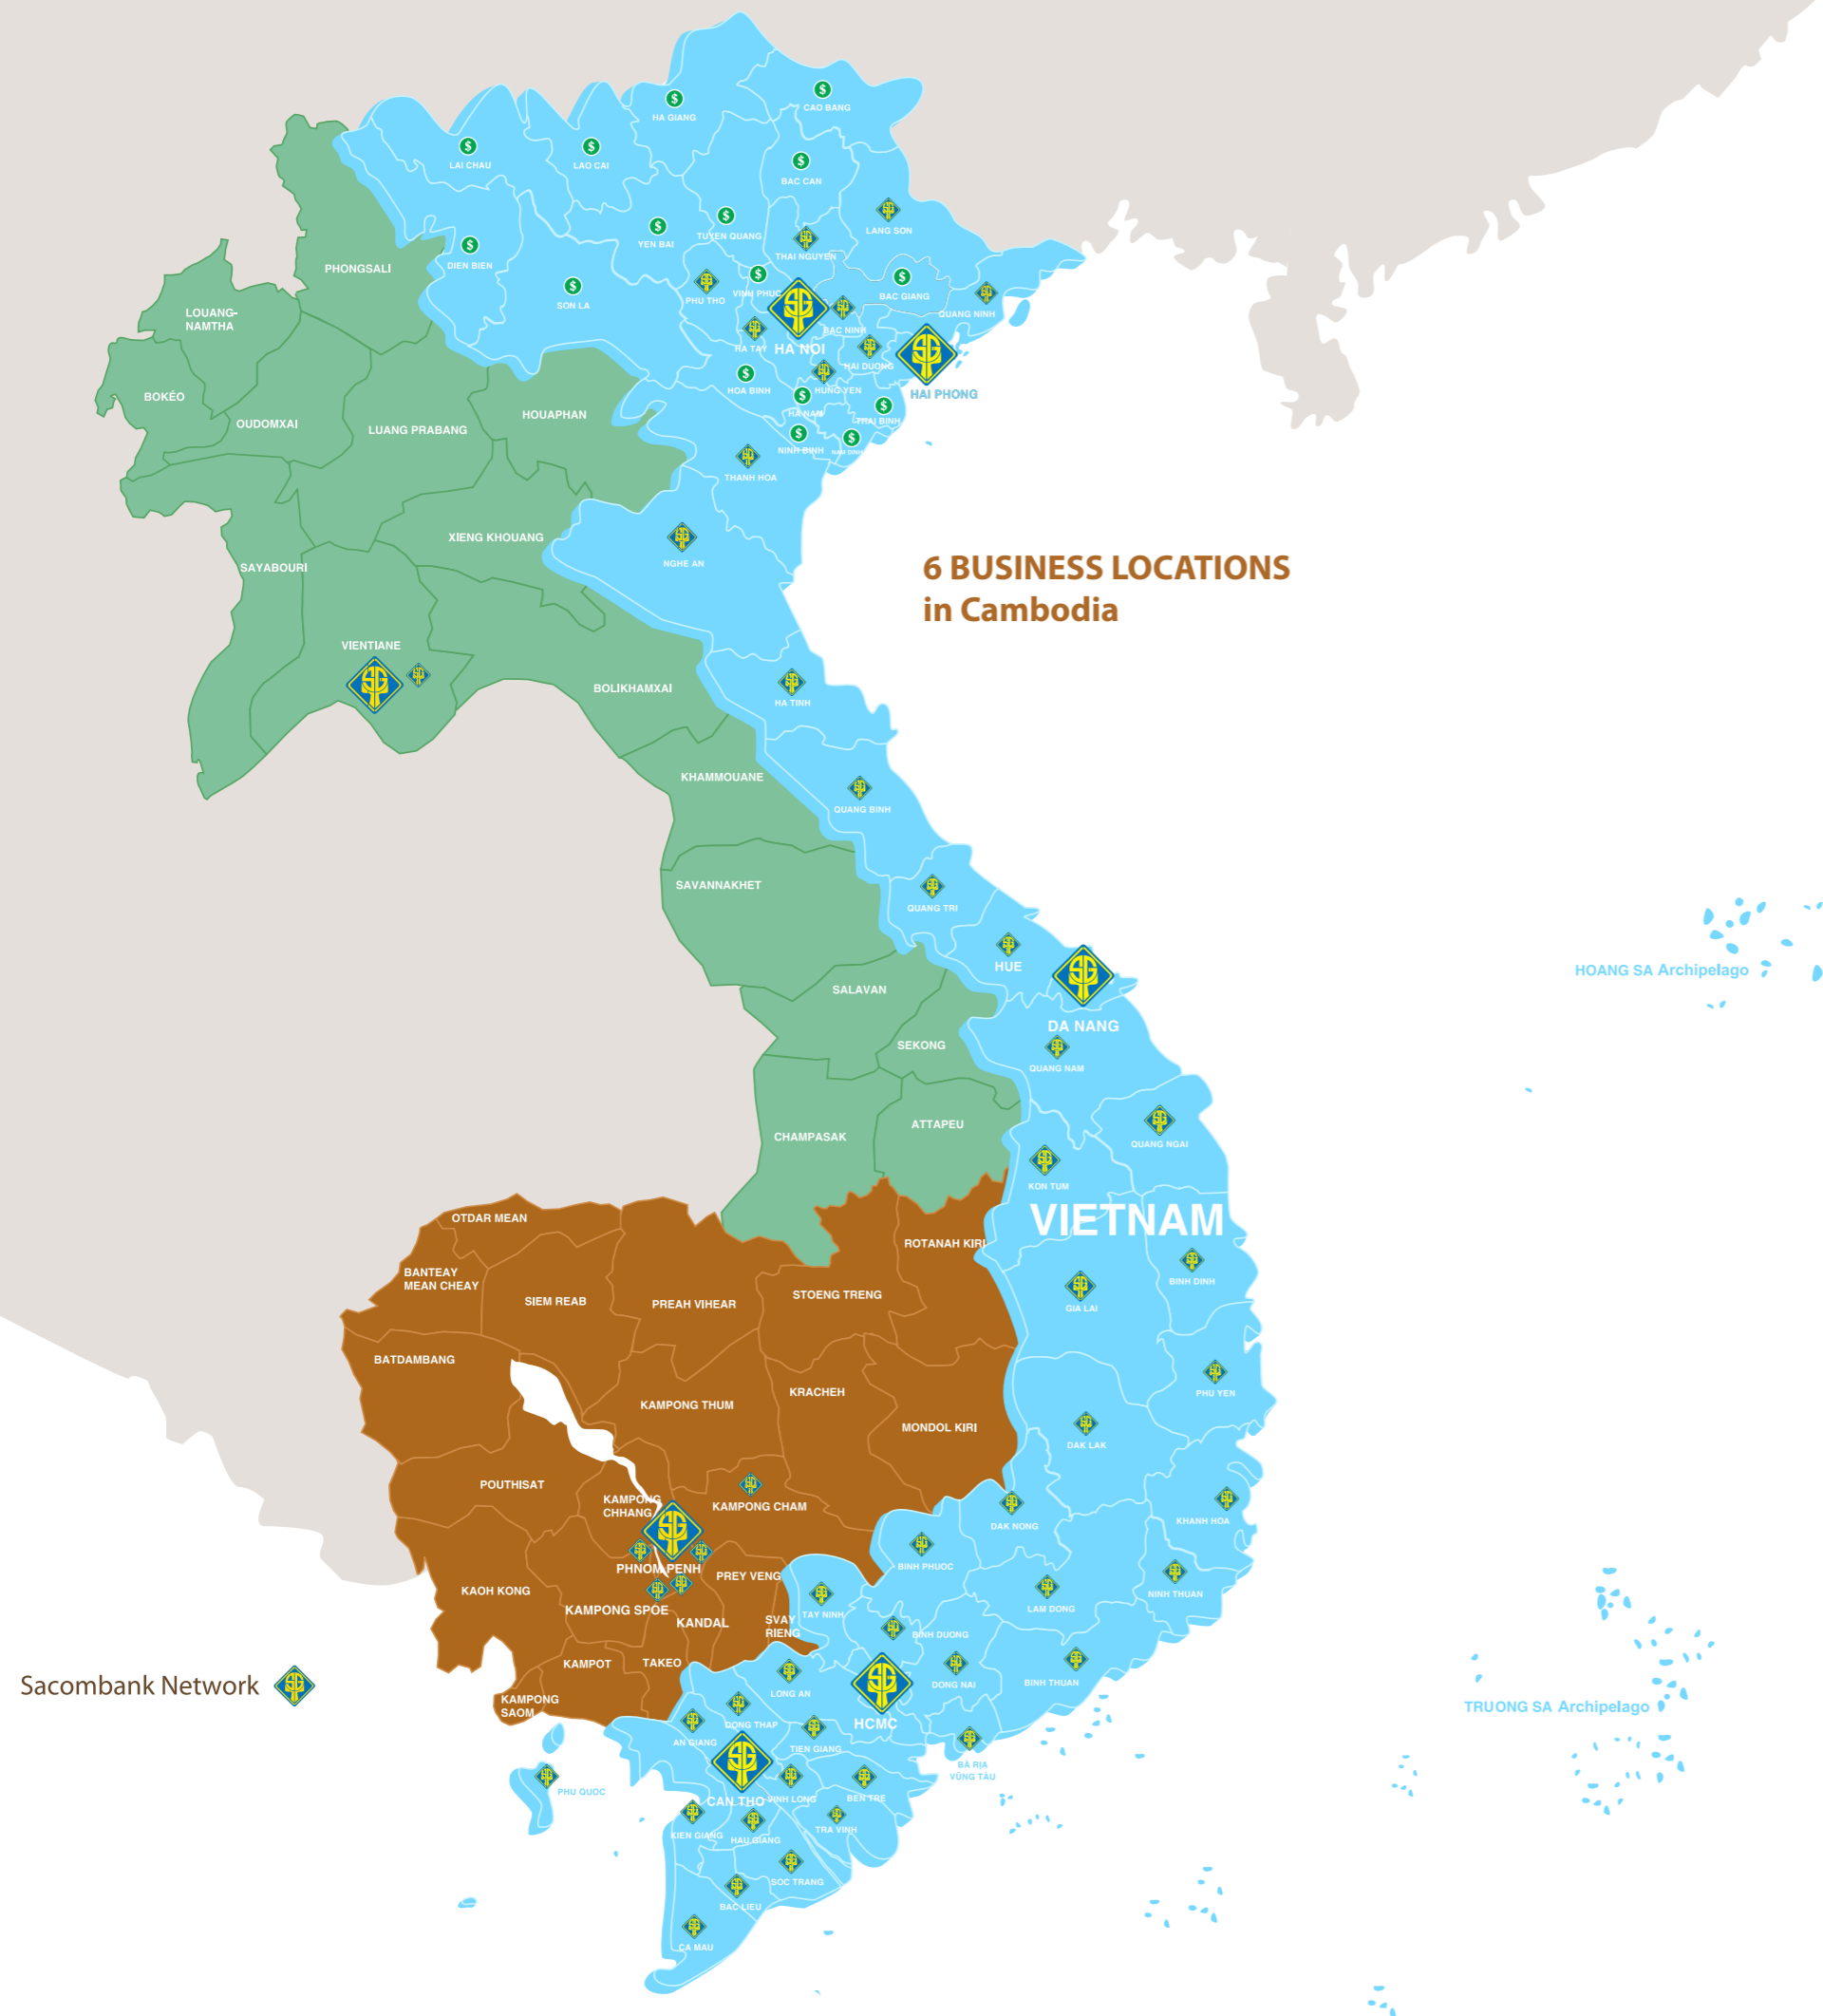 HA GIANG
CAO BANG
LAI CHAU
LAO CAI
BAC CAN
LANG SON
YEN BAI
TUYEN QUANG
THAI NGUYEN
DIEN BIEN
PHONGSALI
SON LA
PHU THO
VINH PHUC
BAC GIANG
QUANG NINH
LOUANG-
NAMTHA
BAC NINH
HA TAY
HA NOI
HAI DUONG
HOA BINH
HUNG YEN
HAI PHONG
BOKÉO
HA NAM
THAI BINH
OUDOMXAI
LUANG PRABANG
HOUAPHAN
NINH BINH
NAM DINH
THANH HOA
XIENG KHOUANG
NGHE AN
SAYABOURI
6 BUSINESS LOCATIONS
in Cambodia
VIENTIANE
BOLIKHAMXAI
HA TINH
KHAMMOUANE
QUANG BINH
SAVANNAKHET
QUANG TRI
HUE
HOANG SA Archipelago
SALAVAN
DA NANG
SEKONG
QUANG NAM
ATTAPEU
CHAMPASAK
QUANG NGAI
KON TUM
VIETNAM
OTDAR MEAN
ROTANAH KIRI
BANTEAY
MEAN CHEAY
SIEM REAB
PREAH VIHEAR
STOENG TRENG
BINH DINH
GIA LAI
BATDAMBANG
KAMPONG THUM
KRACHEH
PHU YEN
MONDOL KIRI
DAK LAK
POUTHISAT
KAMPONG
CHHANG
KAMPONG CHAM
DAK NONG
KHANH HOA
BINH PHUOC
PHNOM PENH
PREY VENG
KAOH KONG
KAMPONG SPOE
KANDAL
SVAY
RIENG
TAY NINH
LAM DONG
NINH THUAN
BINH DUONG
KAMPOT
TAKEO
Sacombank Network
LONG AN
DONG NAI
BINH THUAN
KAMPONG
SAOM
DONG THAP
HCMC
TRUONG SA Archipelago
AN GIANG
TIEN GIANG
BÀ RỊA
VŨNG TÀU
PHU QUOC
CAN THO
VINH LONG
BEN TRE
KIEN GIANG
HAU GIANG
TRA VINH
SOC TRANG
BAC LIEU
CA MAU